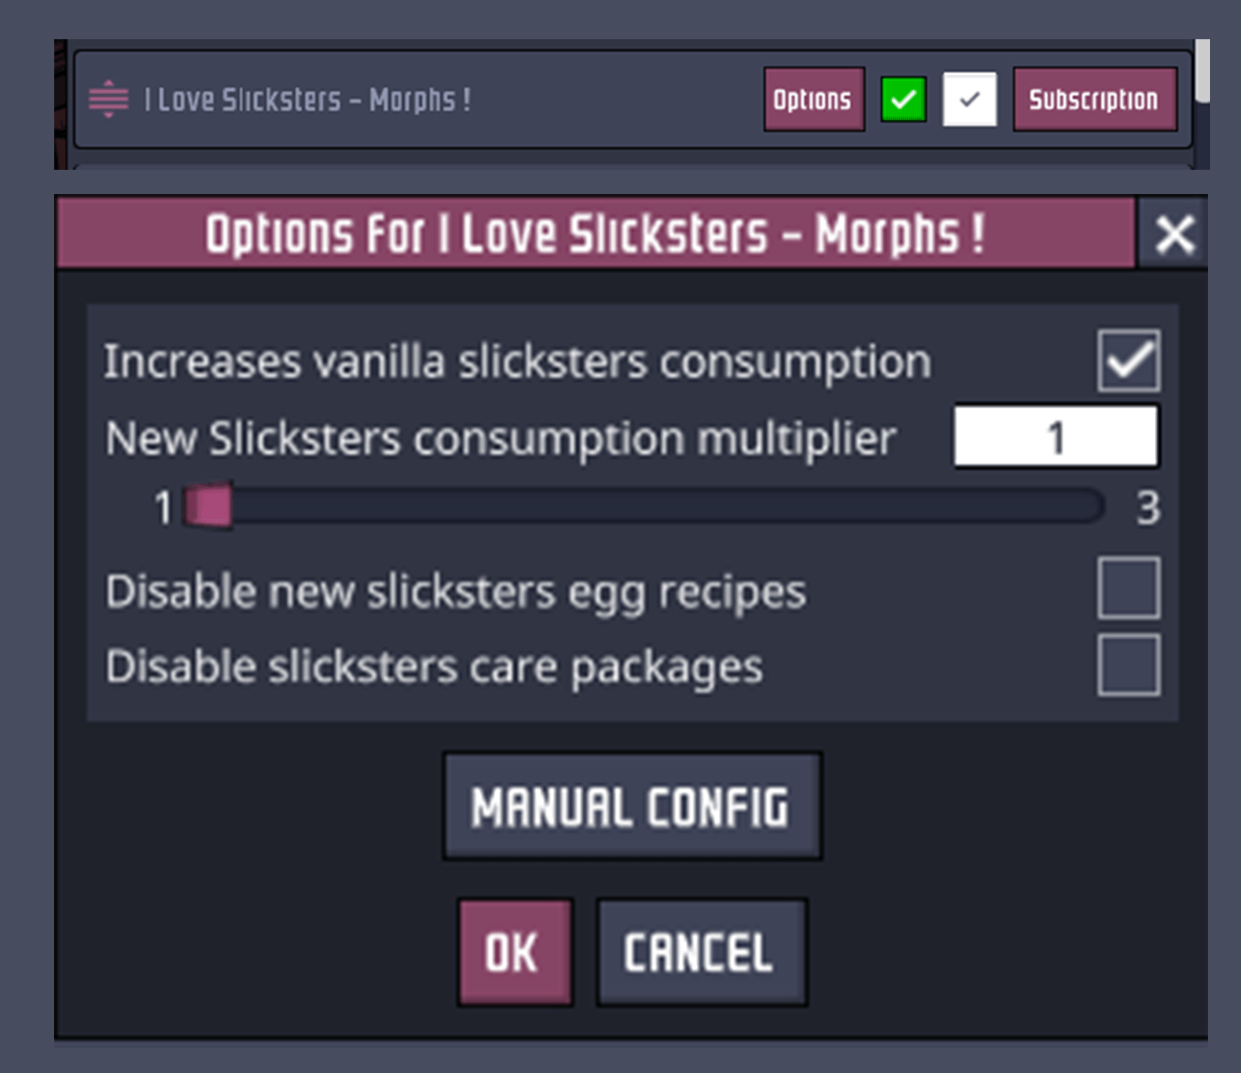 I Love Slicksters - Morphs !
Options
Subscription
Options For I Love Slicksters - Morphs !
Increases vanilla slicksters consumption
New Slicksters consumption multiplier 1
1 3
Disable new slicksters egg recipes
Disable slicksters care packages
MANUAL CONFIG
OK CANCEL